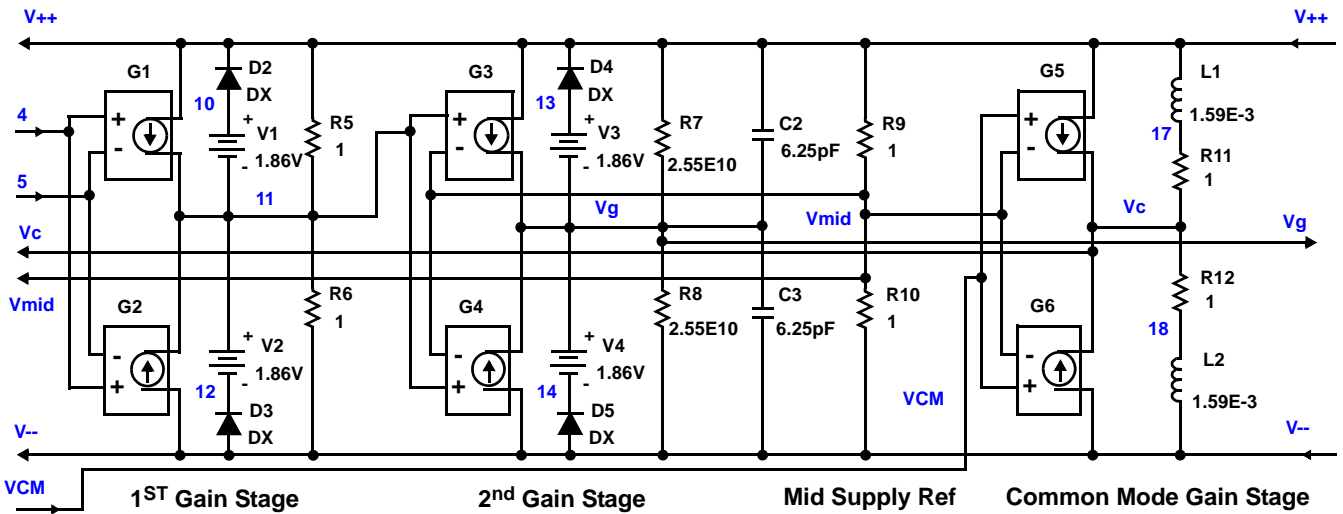 V++
V++
G1
D2
DX
10
+
V1
1.86V
-
R5
1
G3
D4
DX
13
+
V3
1.86V
-
R7
2.55E10
C2
6.25pF
R9
1
G5
L1
1.59E-3
17
R11
1
4
+
-
5
+
-
+
-
11
Vg
Vmid
Vc
Vg
Vc
Vmid
G2
-
+
12
+
V2
1.86V
-
D3
DX
R6
1
G4
-
+
14
+
V4
1.86V
-
D5
DX
R8
2.55E10
C3
6.25pF
R10
1
VCM
G6
-
+
R12
1
18
L2
1.59E-3
V--
V--
VCM
1ST Gain Stage
2nd Gain Stage
Mid Supply Ref
Common Mode Gain Stage